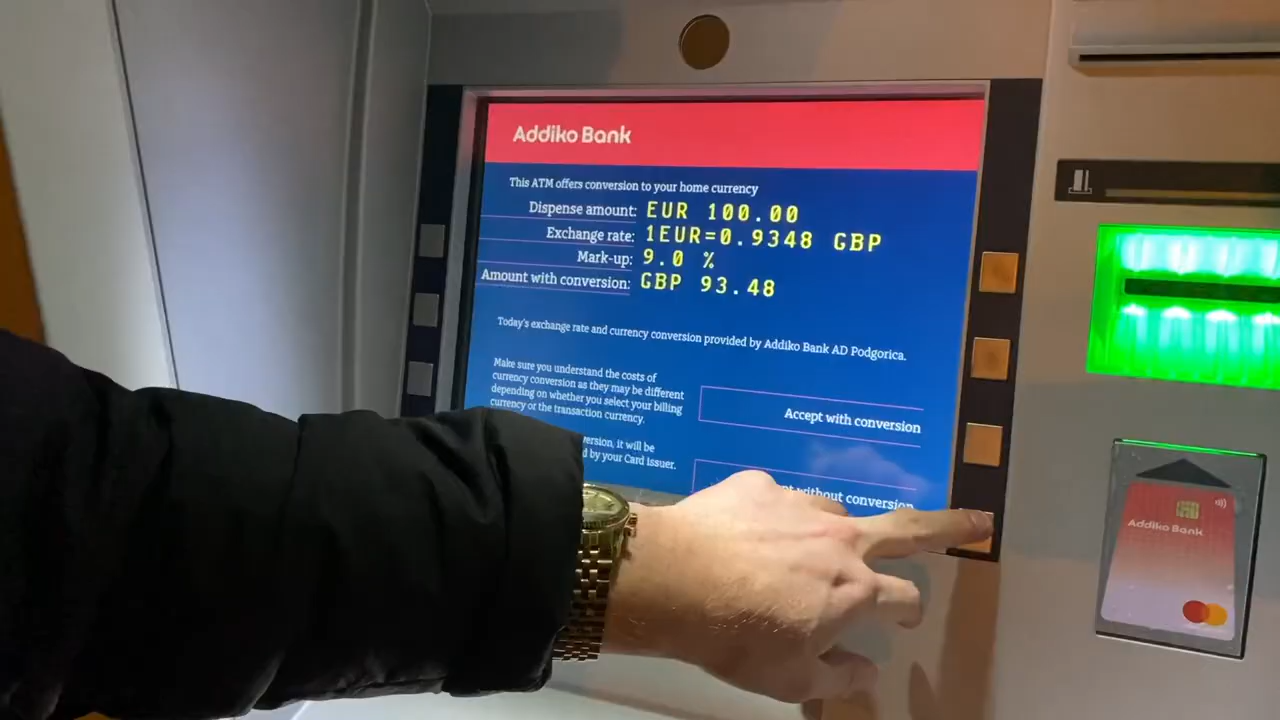 Addiko Bank
This ATM offers conversion to your home currency
Dispense amount: EUR 100.00
Exchange rate: 1EUR=0.9348 GBP
Mark-up: 9.0 %
Amount with conversion: GBP 93.48
Today's exchange rate and currency conversion provided by Addiko Bank AD Podgorica.
Make sure you understand the costs of
currency conversion as they may be different
depending on whether you select your billing
currency or the transaction currency.
Accept with conversion
it will be
by your Card Issuer.
without conversion
Addiko Bank